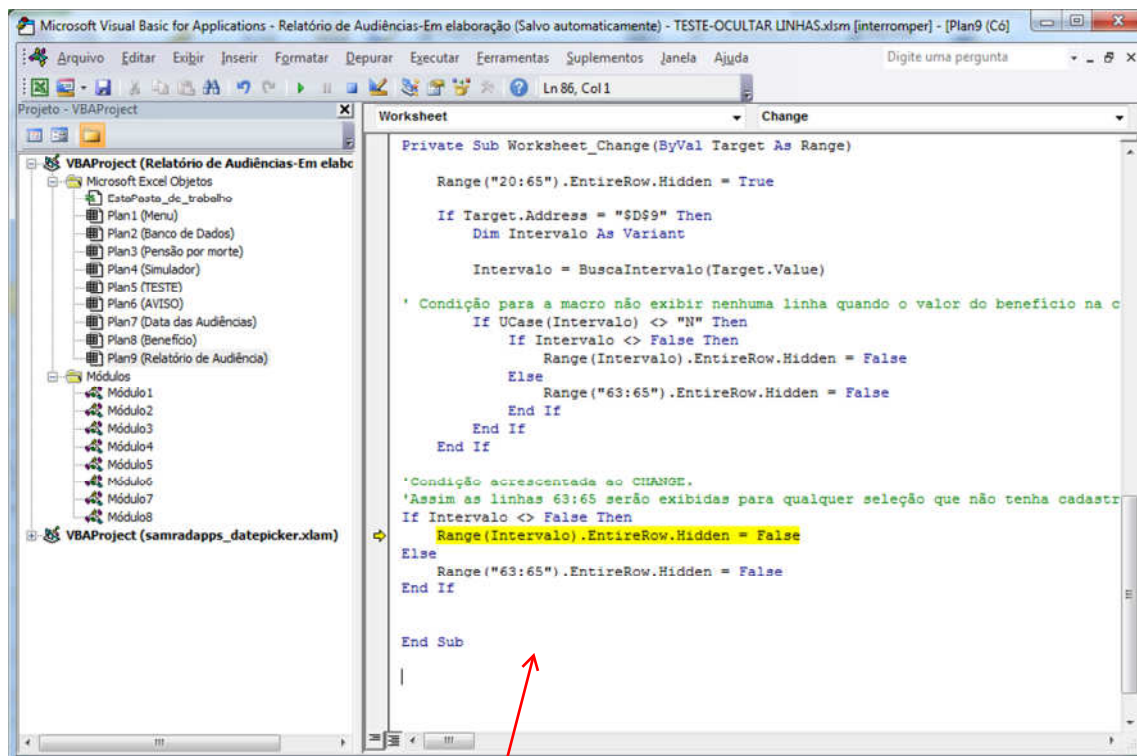 Microsoft Visual Basic for Applications - Relatório de Audiências-Em elaboração (Salvo automaticamente) - TESTE-OCULTAR LINHAS.xlsm [interromper] - [Plan9 (Có]
Arquivo Editar Exibir Inserir Formatar Depurar Executar Ferramentas Suplementos Janela Ajuda Digite uma pergunta
Ln 86, Col 1
Projeto - VBAProject
VBAProject (Relatório de Audiências-Em elabc
Microsoft Excel Objetos
EstaPasta_de_trabalho
Plan1 (Menu)
Plan2 (Banco de Dados)
Plan3 (Pensão por morte)
Plan4 (Simulador)
Plan5 (TESTE)
Plan6 (AVISO)
Plan7 (Data das Audiências)
Plan8 (Benefício)
Plan9 (Relatório de Audiência)
Módulos
Módulo1
Módulo2
Módulo3
Módulo4
Módulo5
Módulo6
Módulo7
Módulo8
VBAProject (samradapps_datepicker.xlam)
Worksheet Change
Private Sub Worksheet_Change(ByVal Target As Range)
Range("20:65").EntireRow.Hidden = True
If Target.Address = "$D$9" Then
Dim Intervalo As Variant
Intervalo = BuscaIntervalo(Target.Value)
' Condição para a macro não exibir nenhuma linha quando o valor do benefício na c
If UCase(Intervalo) <> "N" Then
If Intervalo <> False Then
Range(Intervalo).EntireRow.Hidden = False
Else
Range("63:65").EntireRow.Hidden = False
End If
End If
End If
'Condição acrescentada ao CHANGE.
'Assim as linhas 63:65 serão exibidas para qualquer seleção que não tenha cadastr
If Intervalo <> False Then
Range(Intervalo).EntireRow.Hidden = False
Else
Range("63:65").EntireRow.Hidden = False
End If
End Sub